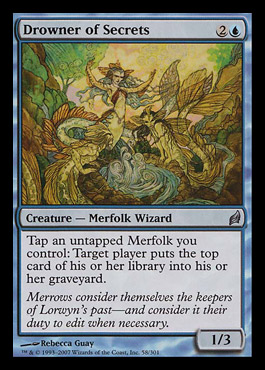 Drowner of Secrets 2
Creature — Merfolk Wizard
Tap an untapped Merfolk you
control: Target player puts the top
card of his or her library into his or
her graveyard.
Merrows consider themselves the keepers
of Lorwyn's past—and consider it their
duty to edit when necessary.
Rebecca Guay
1/3
™ & © 1993–2007 Wizards of the Coast, Inc. 58/301